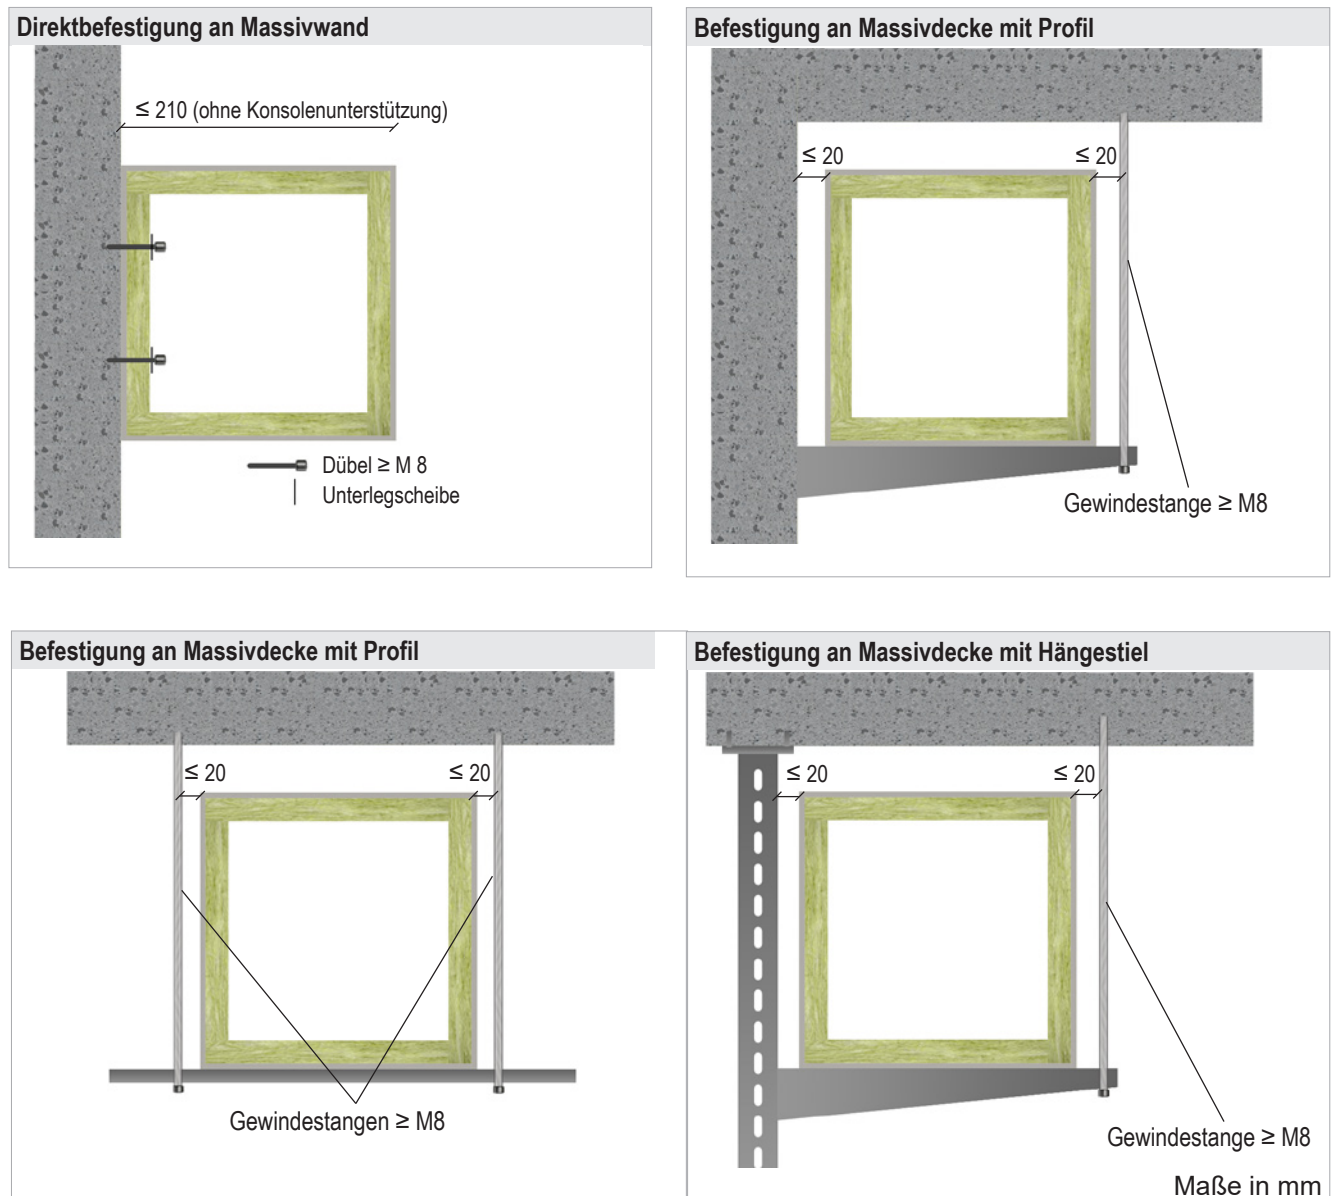 Direktbefestigung an Massivwand
≤ 210 (ohne Konsolenunterstützung)
Dübel ≥ M 8
Unterlegscheibe
Befestigung an Massivdecke mit Profil
≤ 20
≤ 20
Gewindestange ≥ M8
Befestigung an Massivdecke mit Profil
≤ 20
≤ 20
Gewindestangen ≥ M8
Befestigung an Massivdecke mit Hängestiel
≤ 20
≤ 20
Gewindestange ≥ M8
Maße in mm